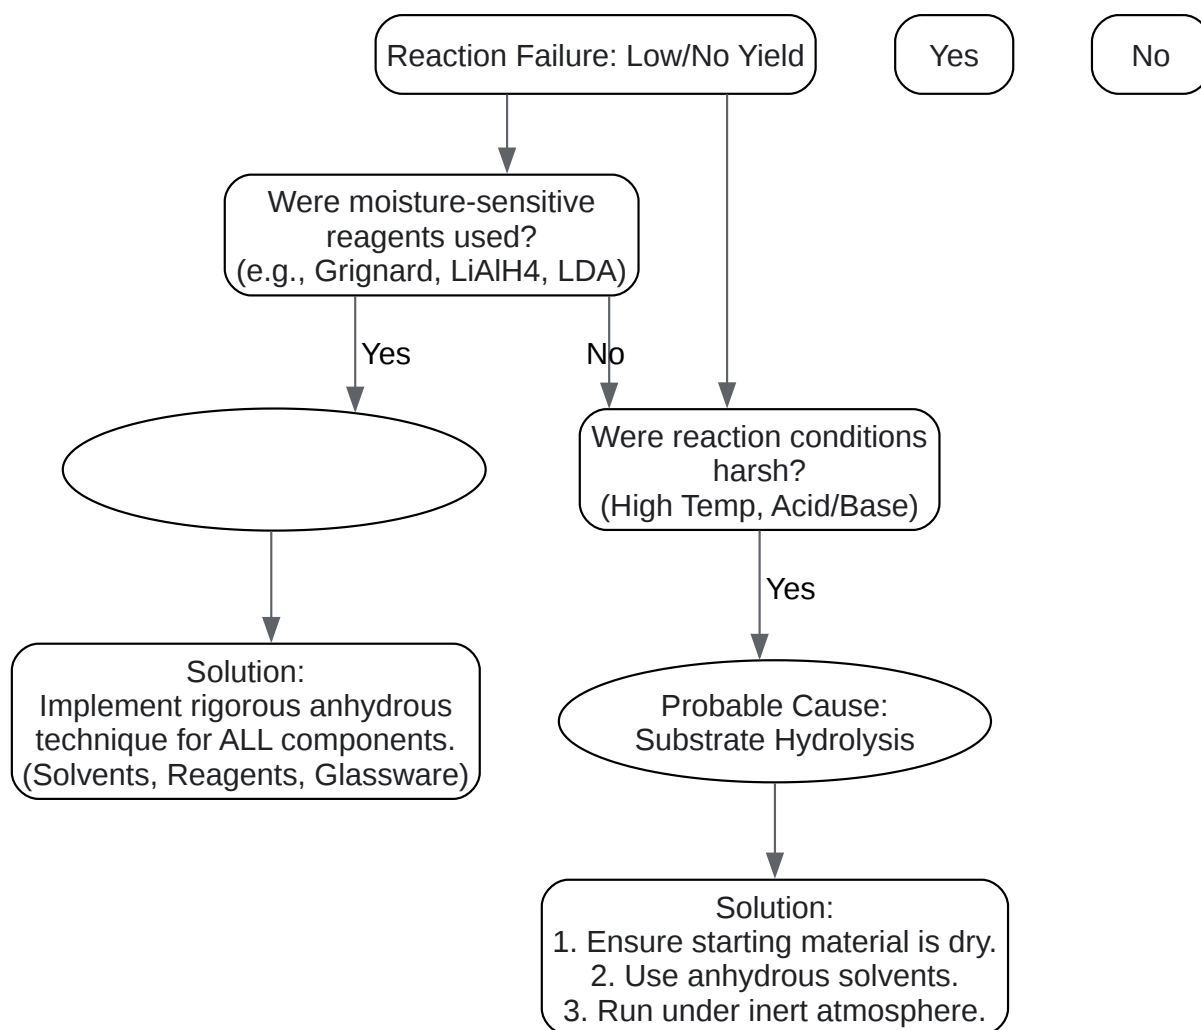 Reaction Failure: Low/No Yield
Yes
No
Were moisture-sensitive
reagents used?
(e.g., Grignard, LiAlH4, LDA)
Yes
No
Were reaction conditions
harsh?
(High Temp, Acid/Base)
Yes
Solution:
Implement rigorous anhydrous
technique for ALL components.
(Solvents, Reagents, Glassware)
Probable Cause:
Substrate Hydrolysis
Solution:
1. Ensure starting material is dry.
2. Use anhydrous solvents.
3. Run under inert atmosphere.